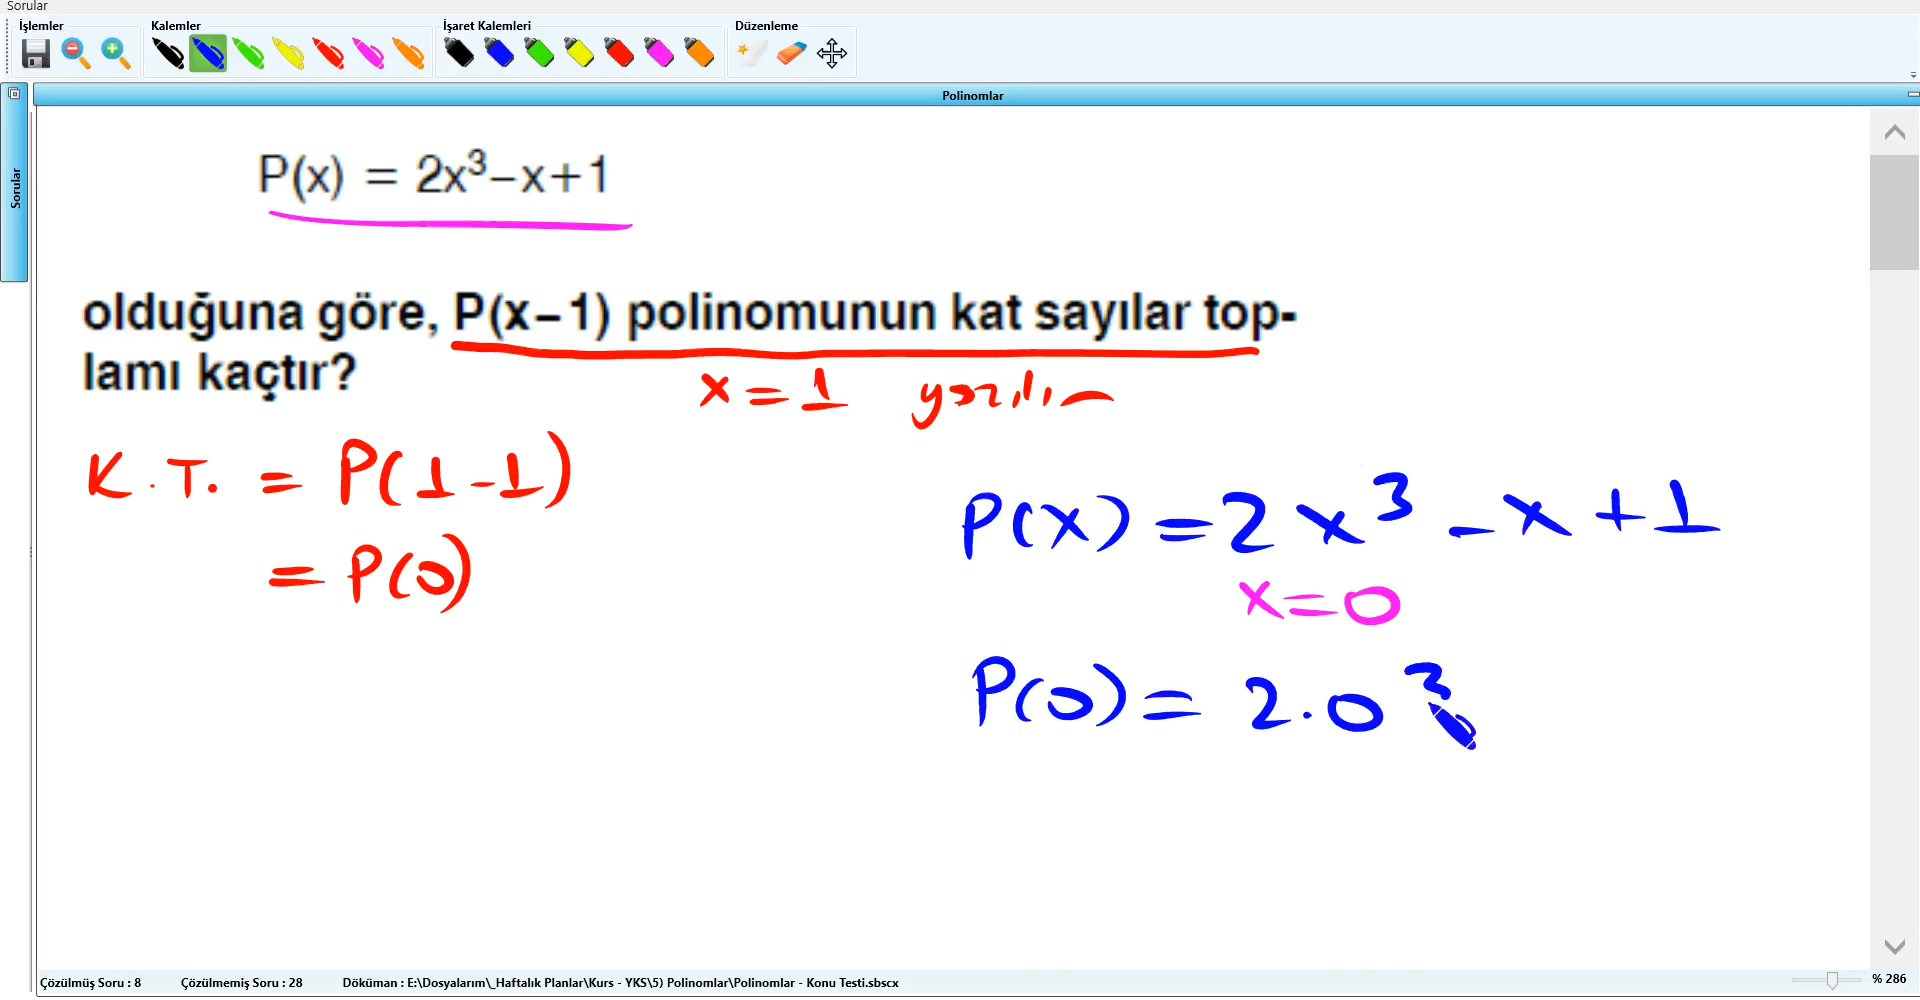 Sorular
İşlemler Kalemler İşaret Kalemleri Düzenleme
Polinomlar
Sorular
P(x) = 2x³−x+1
olduğuna göre, P(x−1) polinomunun kat sayılar top-
lamı kaçtır?
x = 1 yazılır
K.T. = P(1-1)
= P(0)
P(x) = 2x³ - x + 1
x = 0
P(0) = 2.0³
Çözülmüş Soru : 8 Çözülmemiş Soru : 28 Döküman : E:\Dosyalarım\_Haftalık Planlar\Kurs - YKS\5) Polinomlar\Polinomlar - Konu Testi.sbscx % 286